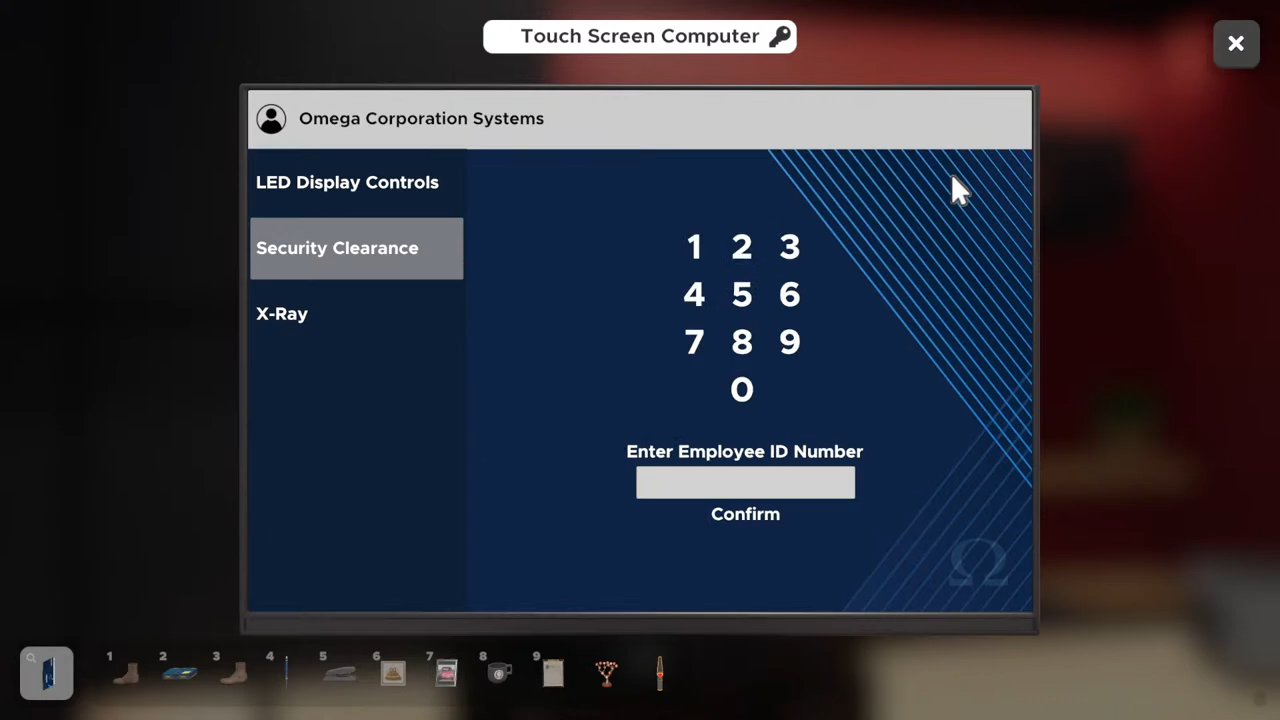 Touch Screen Computer
Omega Corporation Systems
LED Display Controls
Security Clearance
X-Ray
1 2 3
4 5 6
7 8 9
0
Enter Employee ID Number
Confirm
Ω
1 2 3 4 5 6 7 8 9